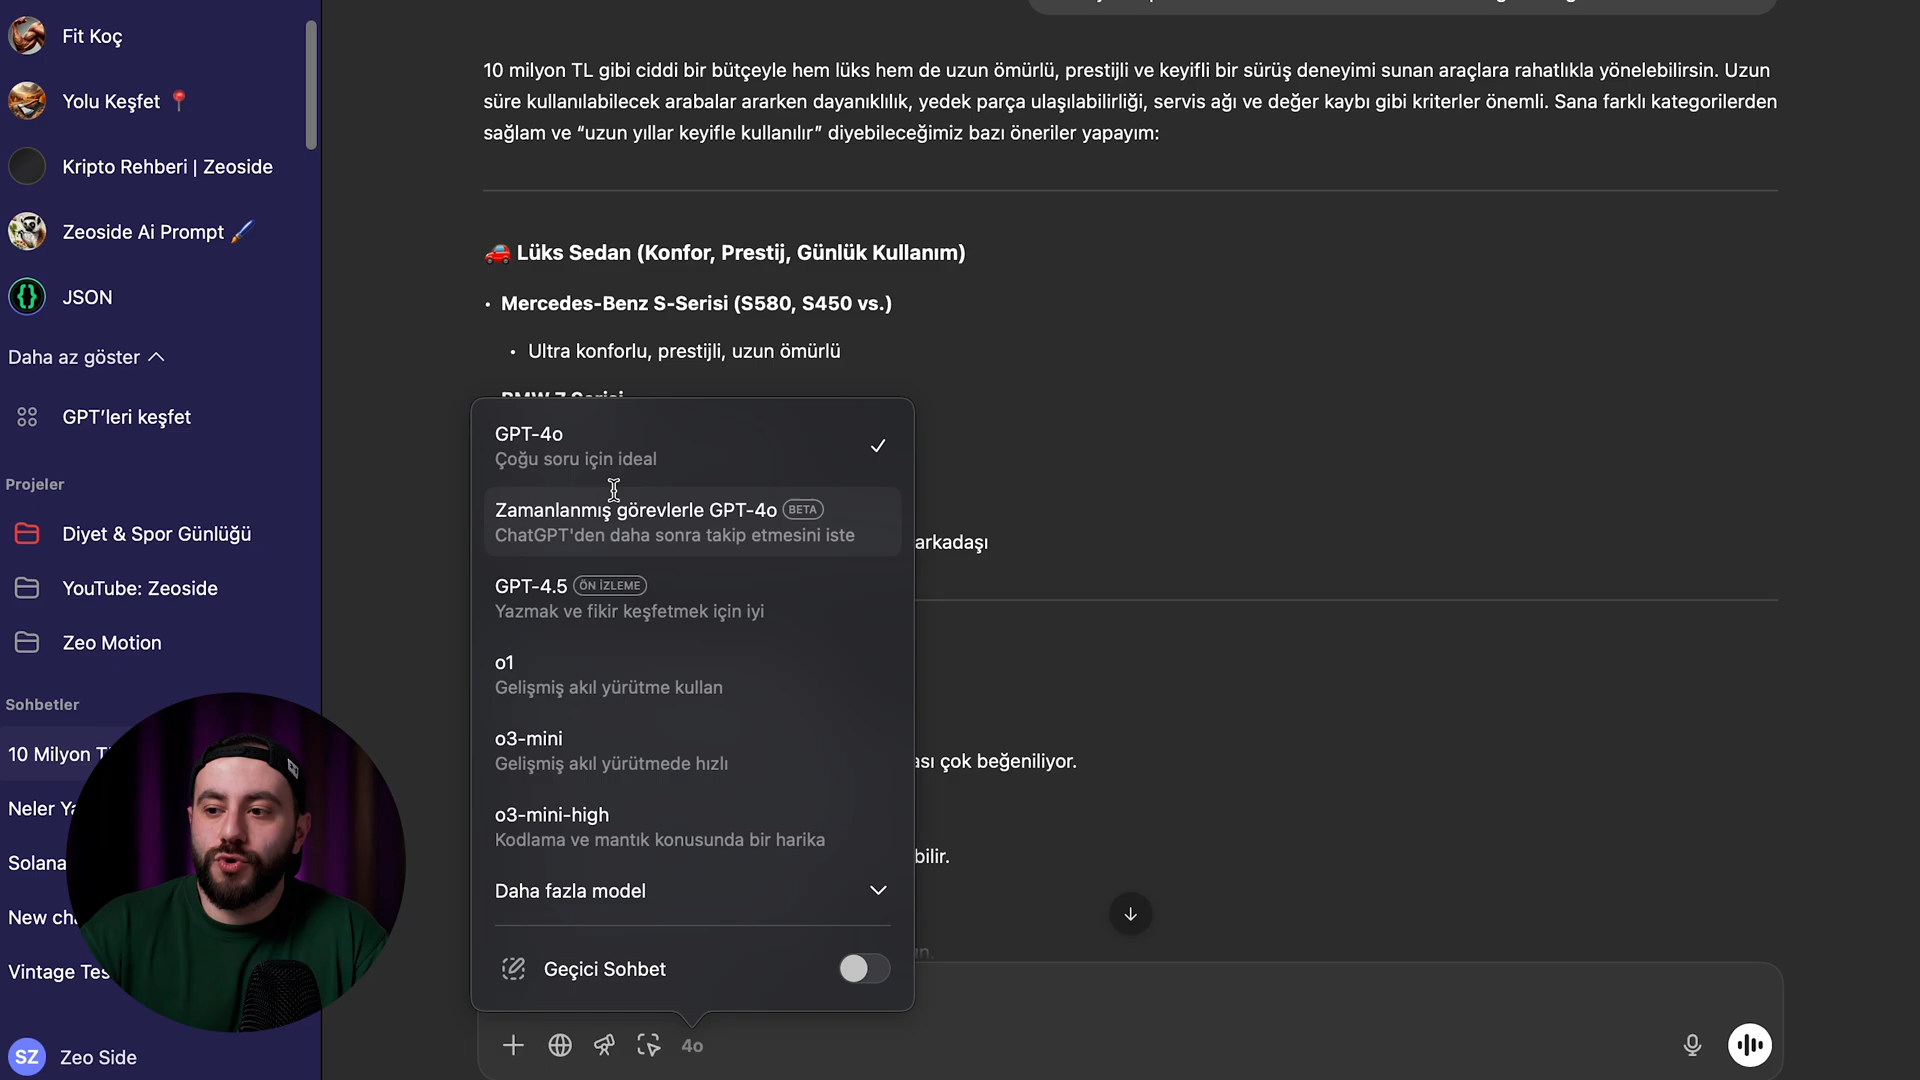 Fit Koç
Yolu Keşfet
Kripto Rehberi | Zeoside
Zeoside Ai Prompt
JSON
Daha az göster
GPT'leri keşfet
Projeler
Diyet & Spor Günlüğü
YouTube: Zeoside
Zeo Motion
Sohbetler
10 Milyon
Neler
Solana
New
Vintage
SZ
Zeo Side
10 milyon TL gibi ciddi bir bütçeyle hem lüks hem de uzun ömürlü, prestijli ve keyifli bir sürüş deneyimi sunan araçlara rahatlıkla yönelebilirsin. Uzun
süre kullanılabilecek arabalar ararken dayanıklılık, yedek parça ulaşılabilirliği, servis ağı ve değer kaybı gibi kriterler önemli. Sana farklı kategorilerden
sağlam ve “uzun yıllar keyifle kullanılır” diyebileceğimiz bazı öneriler yapayım:
Lüks Sedan (Konfor, Prestij, Günlük Kullanım)
• Mercedes-Benz S-Serisi (S580, S450 vs.)
• Ultra konforlu, prestijli, uzun ömürlü
BMW 7 Serisi
GPT-4o
Çoğu soru için ideal
Zamanlanmış görevlerle GPT-4o BETA
ChatGPT'den daha sonra takip etmesini iste
arkadaşı
GPT-4.5 ÖN İZLEME
Yazmak ve fikir keşfetmek için iyi
o1
Gelişmiş akıl yürütme kullan
o3-mini
Gelişmiş akıl yürütmede hızlı
çok beğeniliyor.
o3-mini-high
Kodlama ve mantık konusunda bir harika
Daha fazla model
Geçici Sohbet
4o